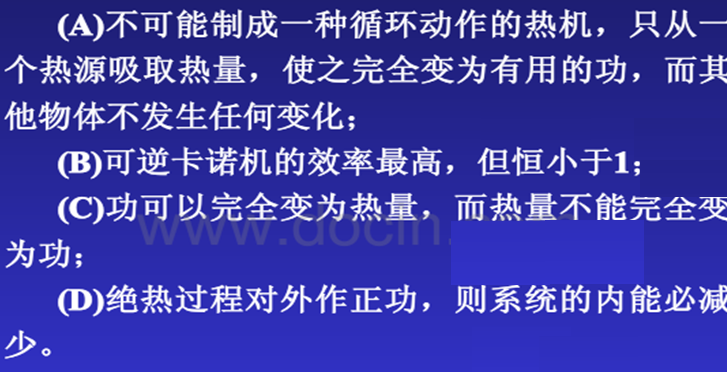 (A)不可能制成一种循环动作的热机，只从一
个热源吸取热量，使之完全变为有用的功，而其
他物体不发生任何变化；
(B)可逆卡诺机的效率最高，但恒小于1；
(C)功可以完全变为热量，而热量不能完全变
为功；
www.docin.
(D)绝热过程对外作正功，则系统的内能必减
少。